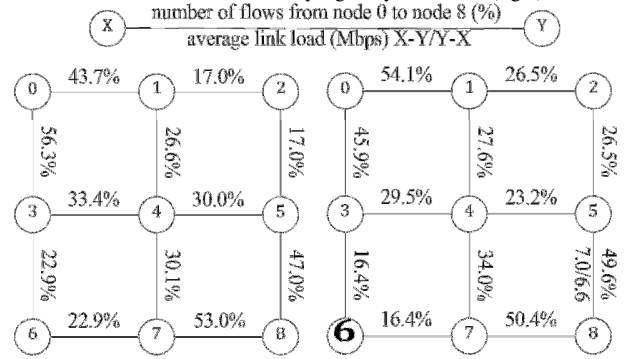 number of flows from node 0 to node 8 (%)
X Y
average link load (Mbps) X-Y/Y-X
0 43.7% 1 17.0% 2 0 54.1% 1 26.5% 2
56.3% 26.6% 17.0% 45.9% 27.6% 26.5%
3 33.4% 4 30.0% 5 3 29.5% 4 23.2% 5
22.9% 30.1% 47.0% 16.4% 34.0% 7.0/6.6 49.6%
6 22.9% 7 53.0% 8 6 16.4% 7 50.4% 8